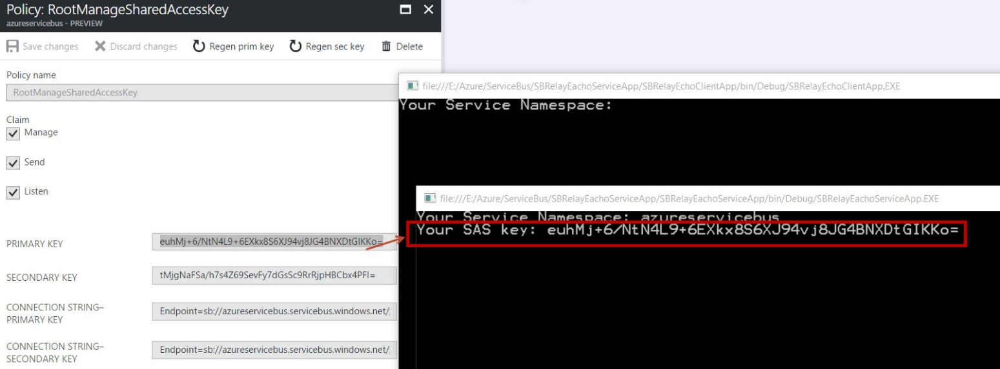 Policy: RootManageSharedAccessKey
azureservicebus - PREVIEW
Save changes Discard changes Regen prim key Regen sec key Delete
Policy name
RootManageSharedAccessKey
Claim
Manage
Send
Listen
PRIMARY KEY euhMj+6/NtN4L9+6EXkx8S6XJ94vj8JG4BNXDtGIKKo=
SECONDARY KEY tMjgNaFSa/h7s4Z69SevFy7dGsSc9RrRjpHBCbx4PFI=
CONNECTION STRING–
PRIMARY KEY
Endpoint=sb://azureservicebus.servicebus.windows.net/
CONNECTION STRING–
SECONDARY KEY
Endpoint=sb://azureservicebus.servicebus.windows.net/
file:///E:/Azure/ServiceBus/SBRelayEachoServiceApp/SBRelayEchoClientApp/bin/Debug/SBRelayEchoClientApp.EXE
Your Service Namespace:
file:///E:/Azure/ServiceBus/SBRelayEachoServiceApp/SBRelayEachoServiceApp/bin/Debug/SBRelayEachoServiceApp.EXE
Your Service Namespace: azureservicebus
Your SAS key: euhMj+6/NtN4L9+6EXkx8S6XJ94vj8JG4BNXDtGIKKo=